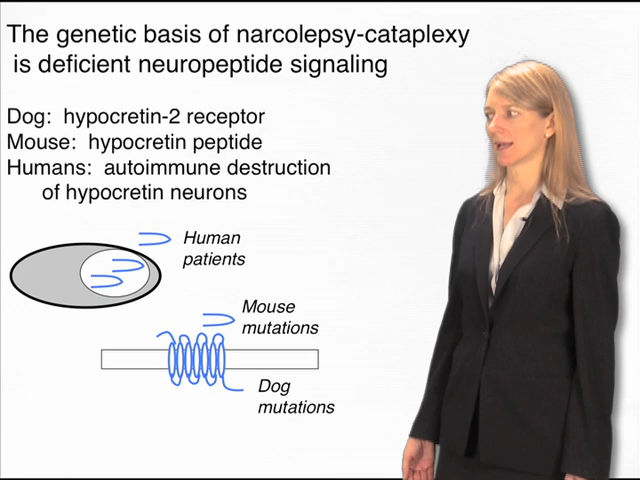 The genetic basis of narcolepsy-cataplexy
is deficient neuropeptide signaling
Dog: hypocretin-2 receptor
Mouse: hypocretin peptide
Humans: autoimmune destruction
of hypocretin neurons
Human
patients
Mouse
mutations
Dog
mutations